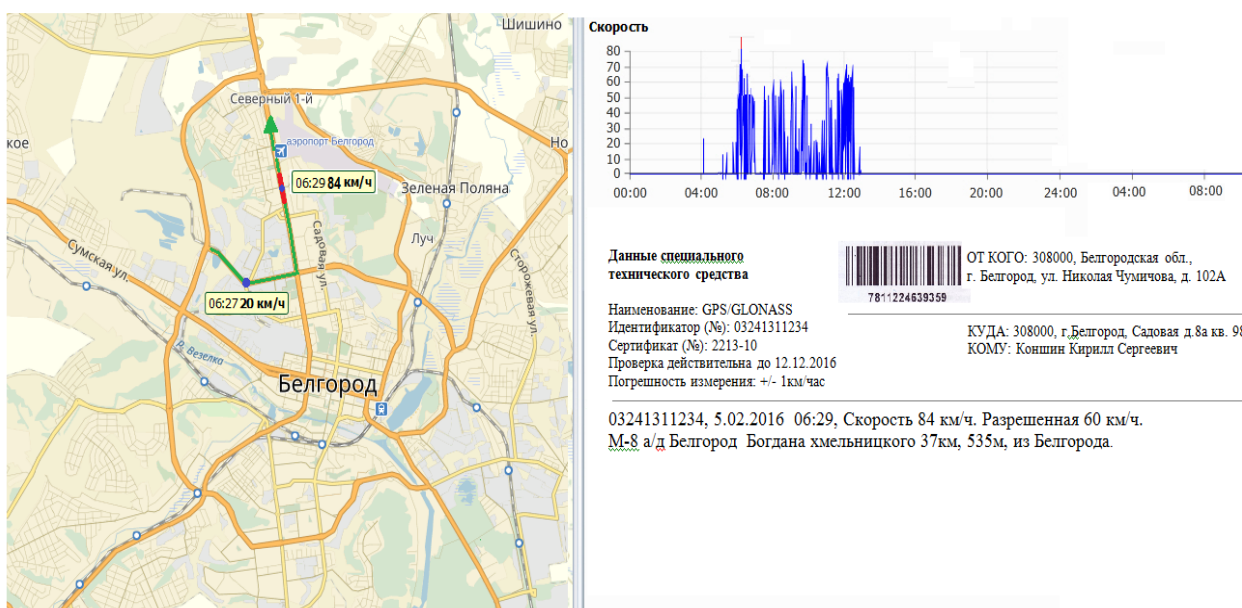 Шишино
Северный 1-й
аэропорт Белгород
кое
Но
06:29 84 км/ч
Зеленая Поляна
Садовая ул.
Луч
Сумская ул.
Сторожевая ул.
06:27 20 км/ч
р. Везелка
Белгород
Скорость
80
70
60
50
40
30
20
10
0
00:00 04:00 08:00 12:00 16:00 20:00 00:00 04:00 08:00
Данные специального
технического средства
7811224639359
ОТ КОГО: 308000, Белгородская обл.,
г. Белгород, ул. Николая Чумичова, д. 102А
Наименование: GPS/GLONASS
Идентификатор (№): 03241311234
Сертификат (№): 2213-10
Проверка действительна до 12.12.2016
Погрешность измерения: +/- 1км/час
КУДА: 308000, г.Белгород, Садовая д.8а кв. 98
КОМУ: Коншин Кирилл Сергеевич
03241311234, 5.02.2016 06:29, Скорость 84 км/ч. Разрешенная 60 км/ч.
М-8 а/д Белгород Богдана хмельницкого 37км, 535м, из Белгорода.